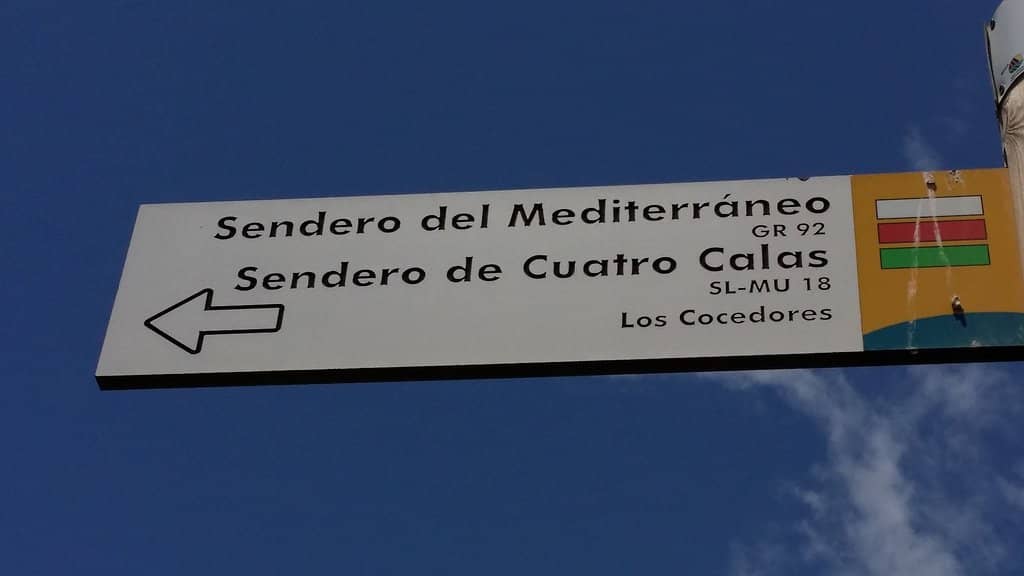 Sendero del Mediterráneo
GR 92
Sendero de Cuatro Calas
SL-MU 18
Los Cocedores